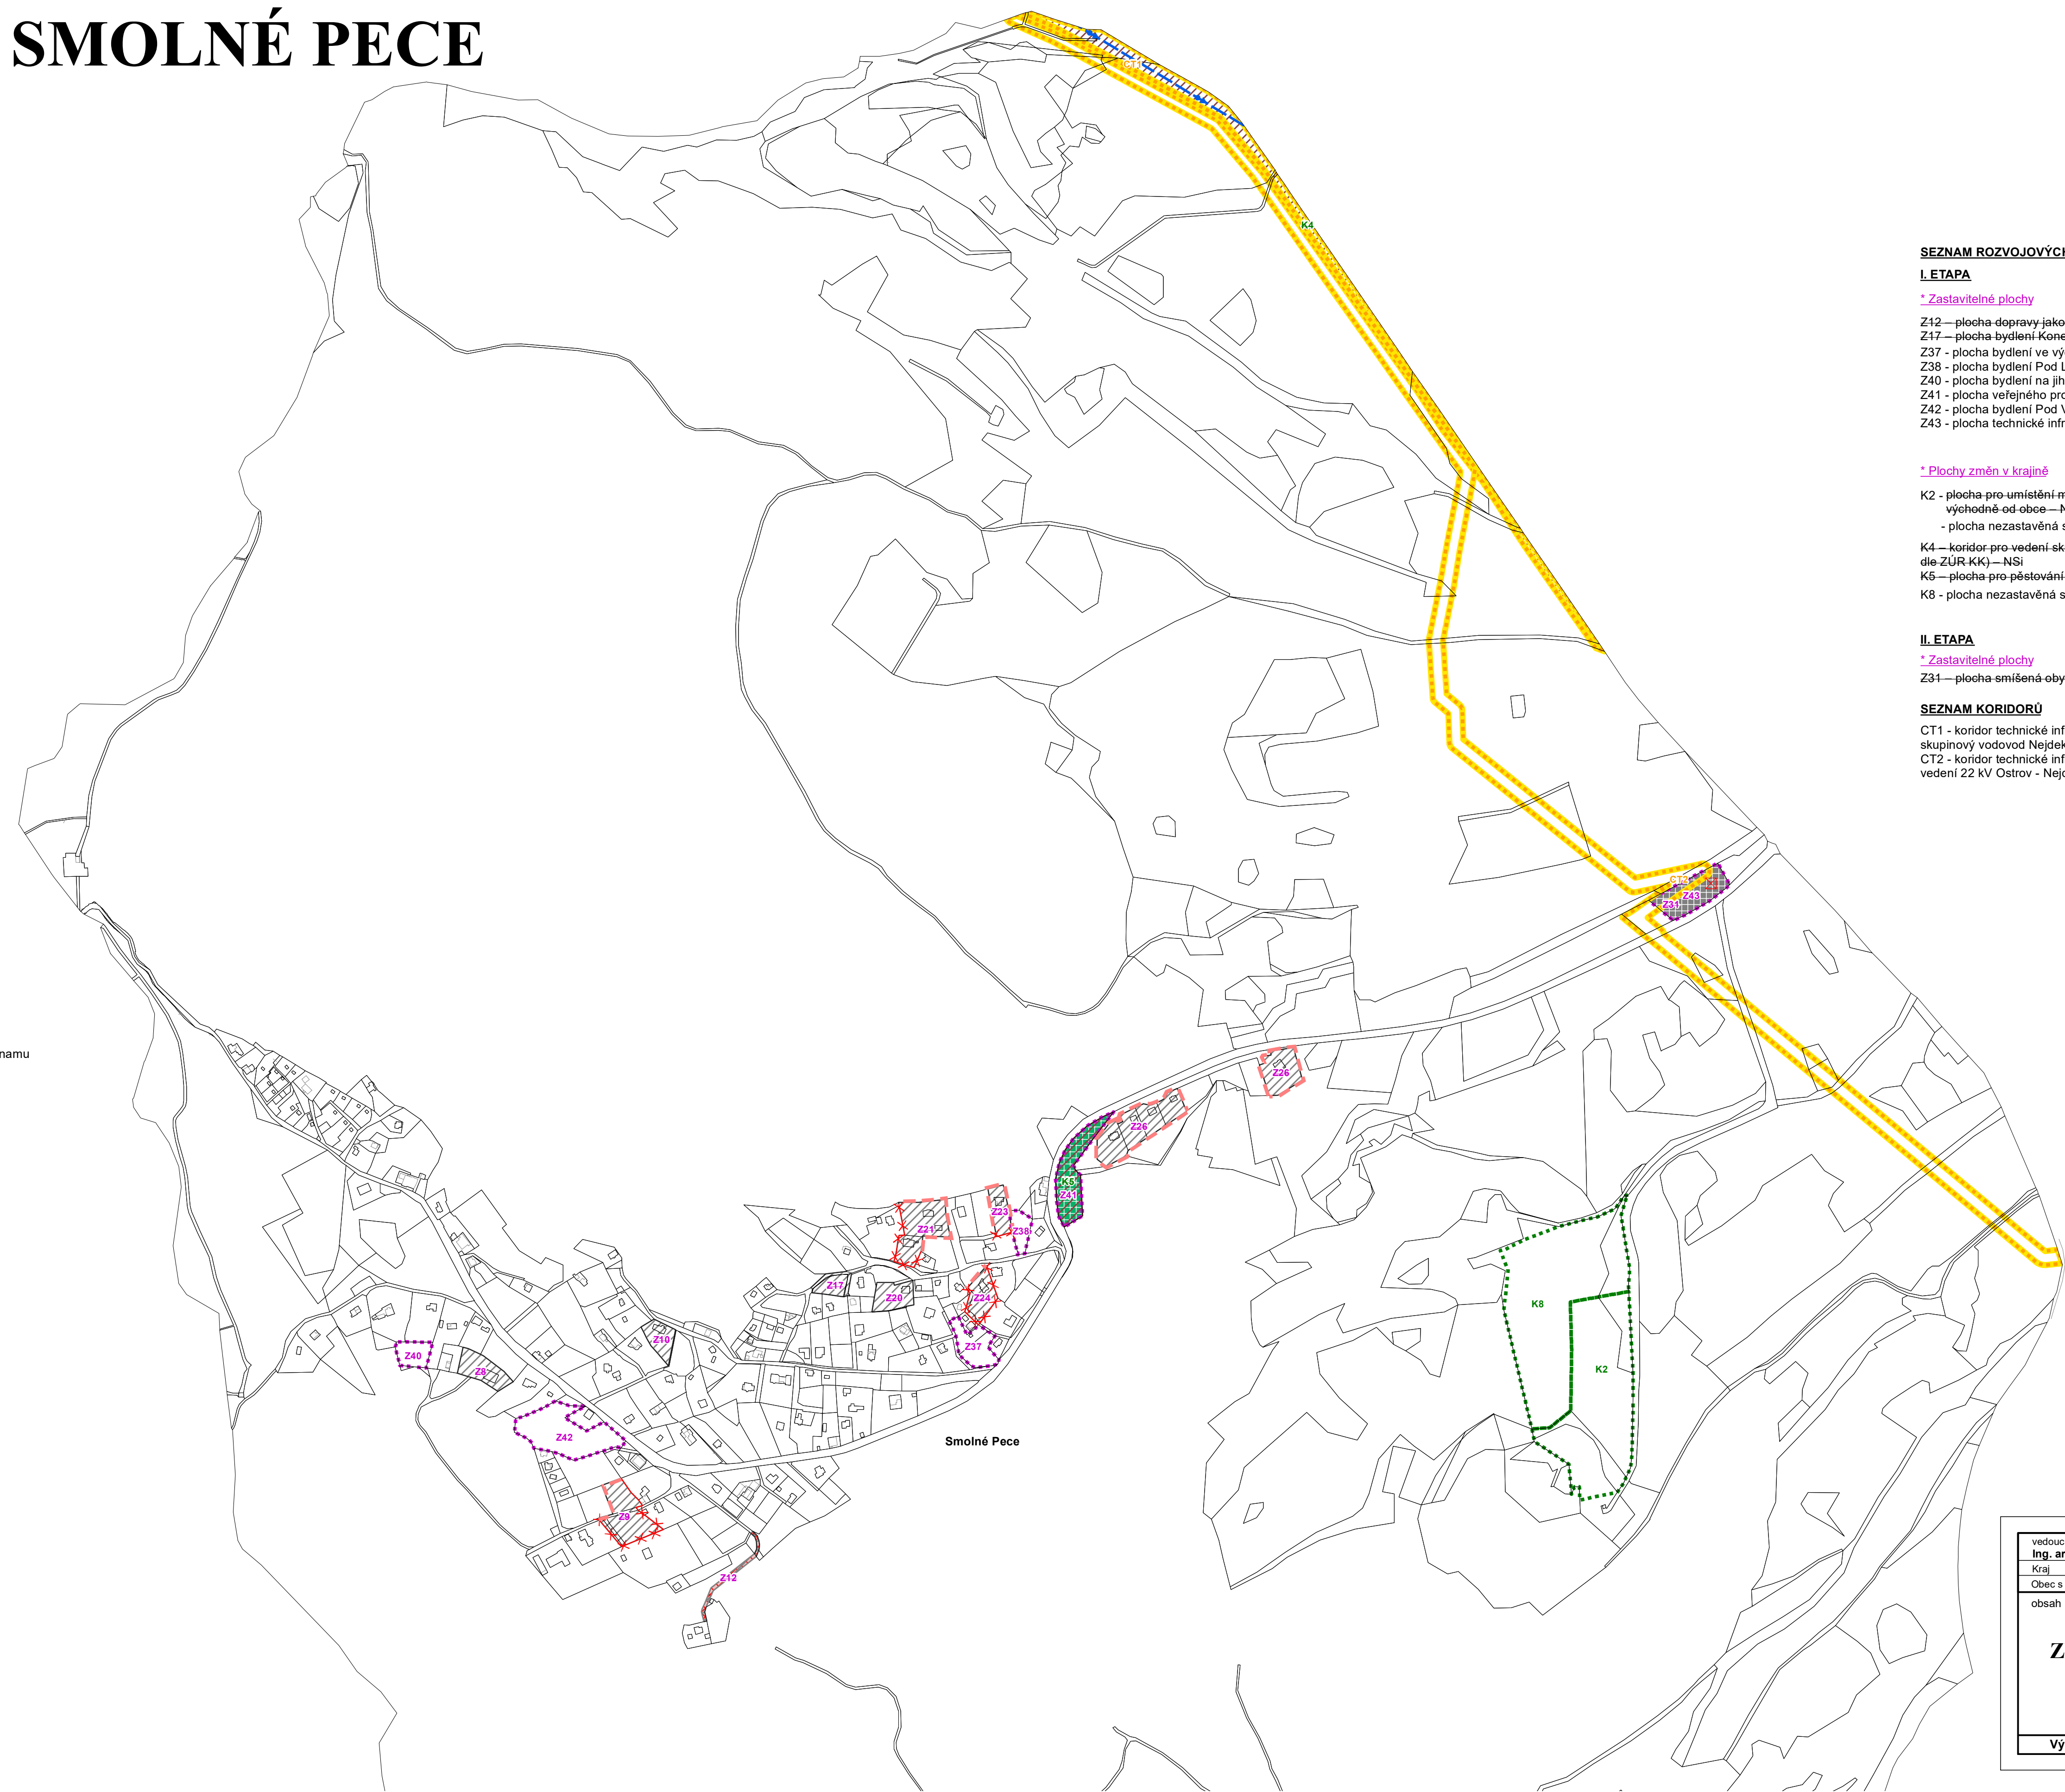 SMOLNÉ PECE
CT1
K4
SEZNAM ROZVOJOVÝCH
I. ETAPA
* Zastavitelné plochy
Z12 – plocha dopravy jako
Z17 – plocha bydlení Kone
Z37 - plocha bydlení ve vý
Z38 - plocha bydlení Pod L
Z40 - plocha bydlení na jih
Z41 - plocha veřejného pro
Z42 - plocha bydlení Pod V
Z43 - plocha technické infr
* Plochy změn v krajině
K2 - plocha pro umístění m
východně od obce – N
- plocha nezastavěná s
K4 – koridor pro vedení sk
dle ZÚR KK) – NSi
K5 – plocha pro pěstování
K8 - plocha nezastavěná s
II. ETAPA
* Zastavitelné plochy
Z31 – plocha smíšená oby
SEZNAM KORIDORŮ
CT1 - koridor technické inf
skupinový vodovod Nejdek
CT2 - koridor technické inf
vedení 22 kV Ostrov - Nejd
CT2
Z43
Z31
namu
Z26
Z26
K5
Z41
Z23
Z21
Z38
Z17
Z20
Z24
K8
Z10
Z37
Z40
Z8
K2
Z42
Smolné Pece
Z9
Z12
vedouc
Ing. ar
Kraj
Obec s
obsah
Z
Vý